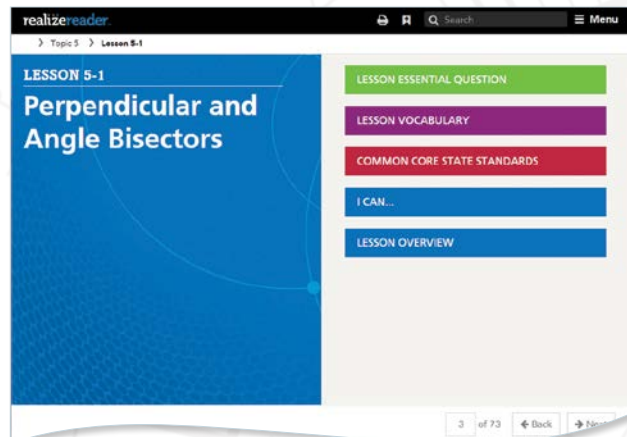 realizereader.
Search
Menu
Topic 5
Lesson 5-1
LESSON 5-1
Perpendicular and
Angle Bisectors
LESSON ESSENTIAL QUESTION
LESSON VOCABULARY
COMMON CORE STATE STANDARDS
I CAN...
LESSON OVERVIEW
3 of 73 Back